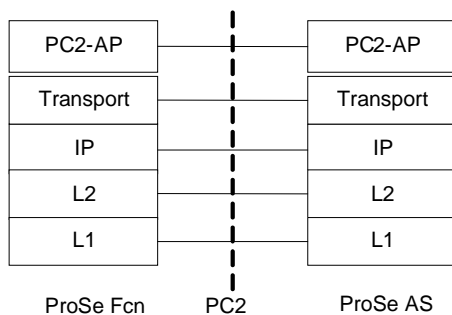 PC2-AP PC2-AP
Transport Transport
IP IP
L2 L2
L1 L1
ProSe Fcn PC2 ProSe AS